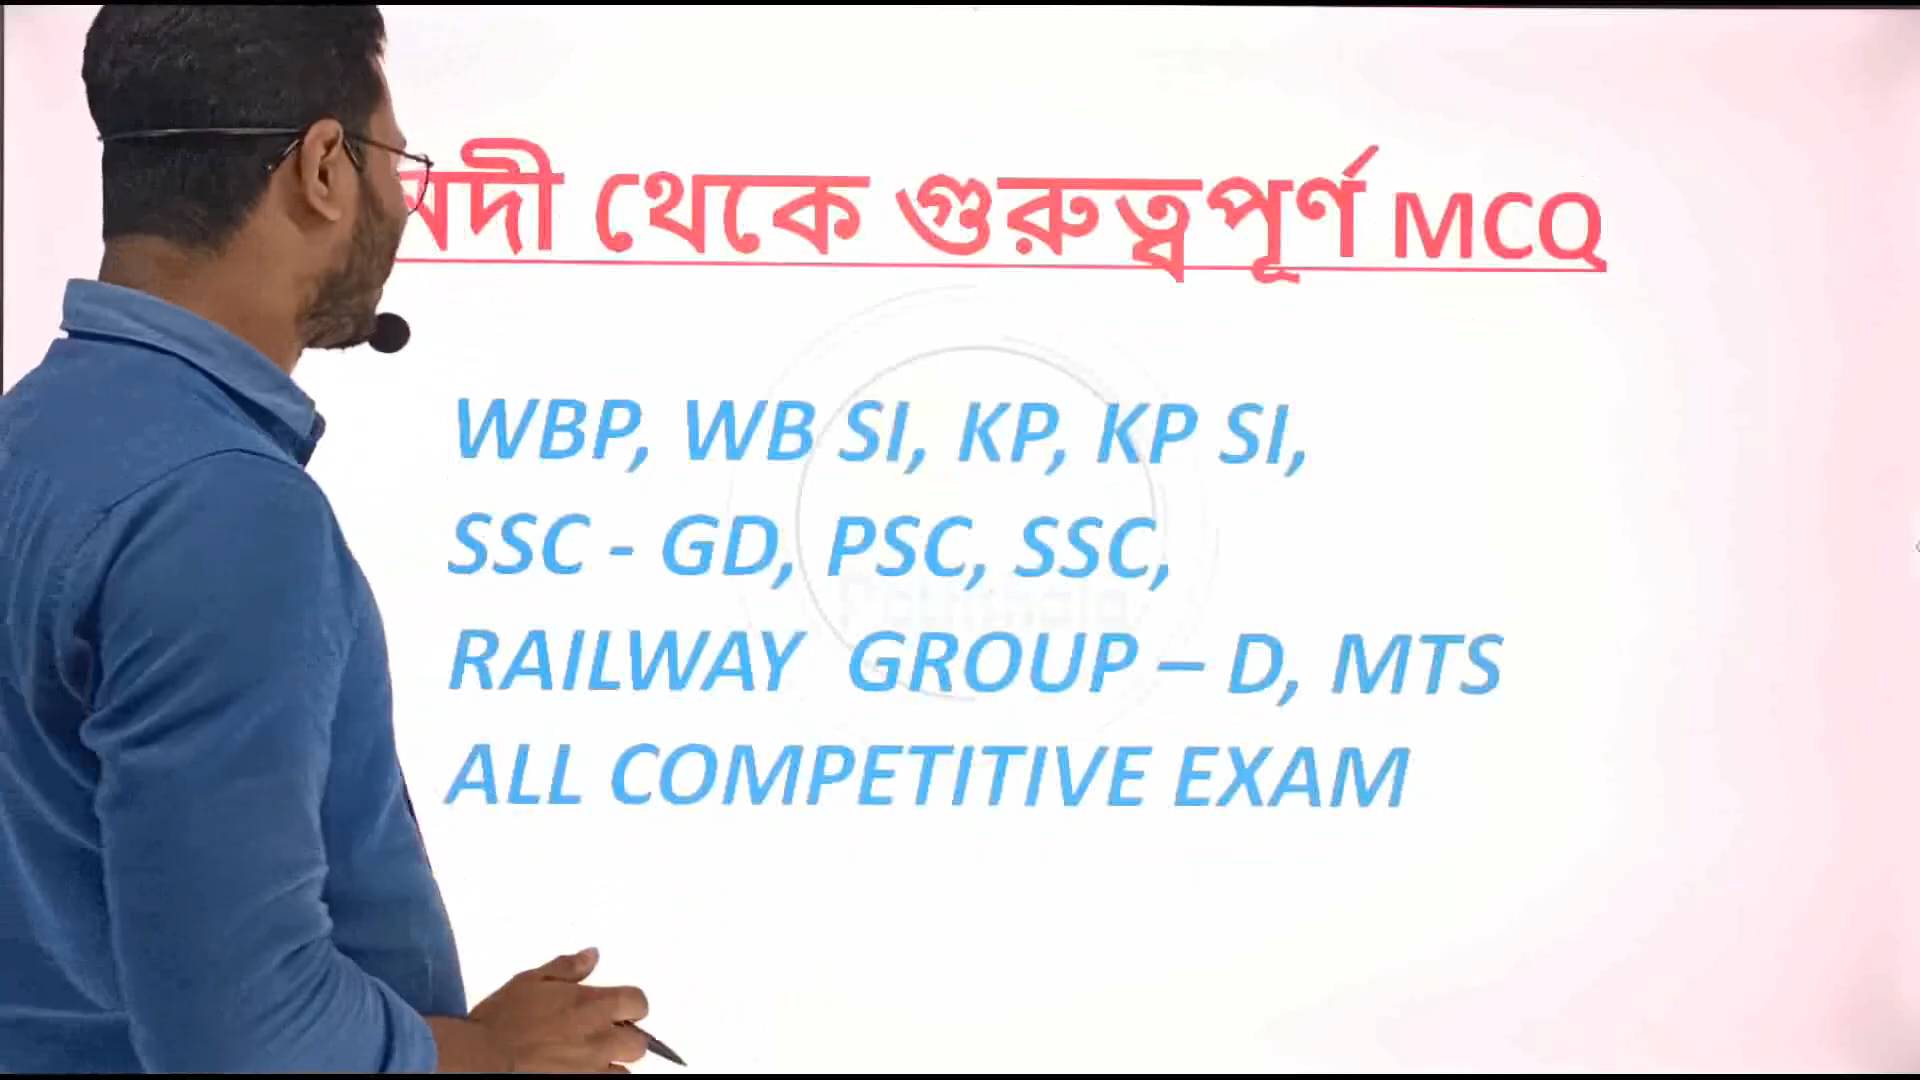 নদী থেকে গুরুত্বপূর্ণ MCQ
WBP, WB SI, KP, KP SI,
SSC - GD, PSC, SSC,
RAILWAY GROUP – D, MTS
ALL COMPETITIVE EXAM